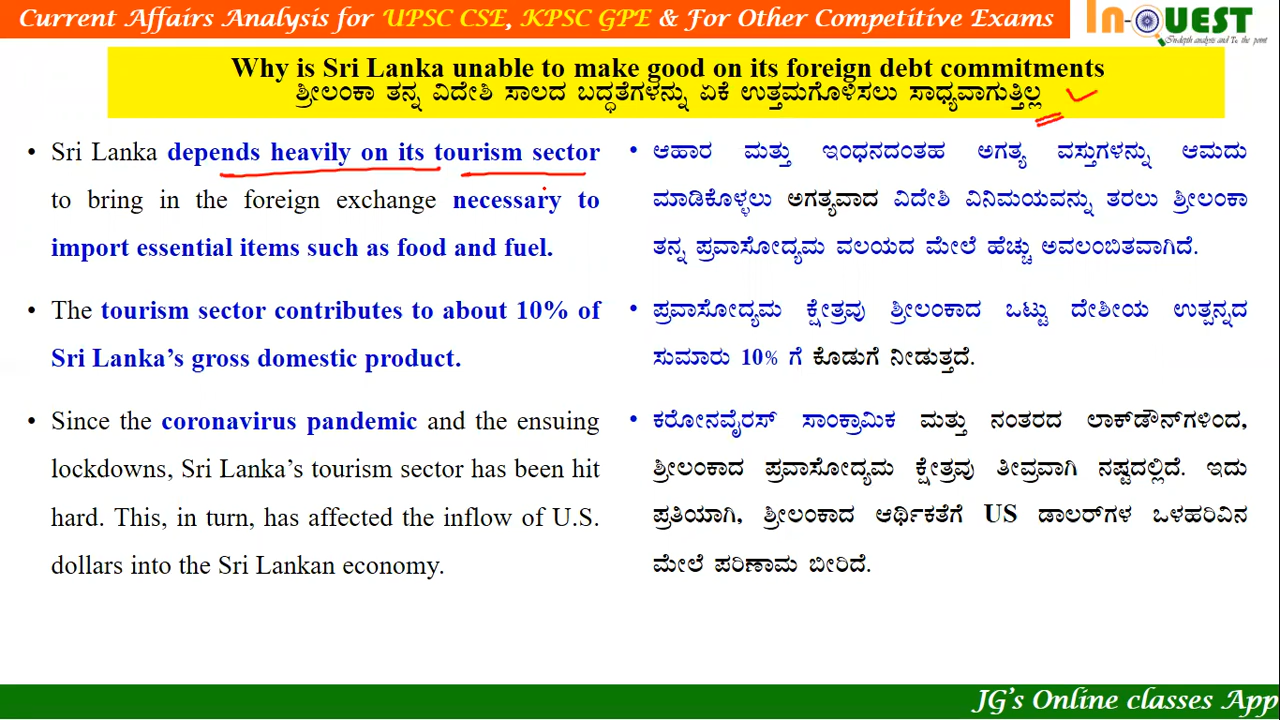 Current Affairs Analysis for UPSC CSE, KPSC GPE & For Other Competitive Exams
In-QUEST
In-depth analysis and To the point
Why is Sri Lanka unable to make good on its foreign debt commitments
ಶ್ರೀಲಂಕಾ ತನ್ನ ವಿದೇಶಿ ಸಾಲದ ಬದ್ಧತೆಗಳನ್ನು ಏಕೆ ಉತ್ತಮಗೊಳಿಸಲು ಸಾಧ್ಯವಾಗುತ್ತಿಲ್ಲ
• Sri Lanka depends heavily on its tourism sector
to bring in the foreign exchange necessary to
import essential items such as food and fuel.
• The tourism sector contributes to about 10% of
Sri Lanka’s gross domestic product.
• Since the coronavirus pandemic and the ensuing
lockdowns, Sri Lanka’s tourism sector has been hit
hard. This, in turn, has affected the inflow of U.S.
dollars into the Sri Lankan economy.
• ಆಹಾರ ಮತ್ತು ಇಂಧನದಂತಹ ಅಗತ್ಯ ವಸ್ತುಗಳನ್ನು ಆಮದು
ಮಾಡಿಕೊಳ್ಳಲು ಅಗತ್ಯವಾದ ವಿದೇಶಿ ವಿನಿಮಯವನ್ನು ತರಲು ಶ್ರೀಲಂಕಾ
ತನ್ನ ಪ್ರವಾಸೋದ್ಯಮ ವಲಯದ ಮೇಲೆ ಹೆಚ್ಚು ಅವಲಂಬಿತವಾಗಿದೆ.
• ಪ್ರವಾಸೋದ್ಯಮ ಕ್ಷೇತ್ರವು ಶ್ರೀಲಂಕಾದ ಒಟ್ಟು ದೇಶೀಯ ಉತ್ಪನ್ನದ
ಸುಮಾರು 10% ಗೆ ಕೊಡುಗೆ ನೀಡುತ್ತದೆ.
• ಕರೋನವೈರಸ್ ಸಾಂಕ್ರಾಮಿಕ ಮತ್ತು ನಂತರದ ಲಾಕ್‌ಡೌನ್‌ಗಳಿಂದ,
ಶ್ರೀಲಂಕಾದ ಪ್ರವಾಸೋದ್ಯಮ ಕ್ಷೇತ್ರವು ತೀವ್ರವಾಗಿ ನಷ್ಟದಲ್ಲಿದೆ. ಇದು
ಪ್ರತಿಯಾಗಿ, ಶ್ರೀಲಂಕಾದ ಆರ್ಥಿಕತೆಗೆ US ಡಾಲರ್‌ಗಳ ಒಳಹರಿವಿನ
ಮೇಲೆ ಪರಿಣಾಮ ಬೀರಿದೆ.
JG's Online classes App